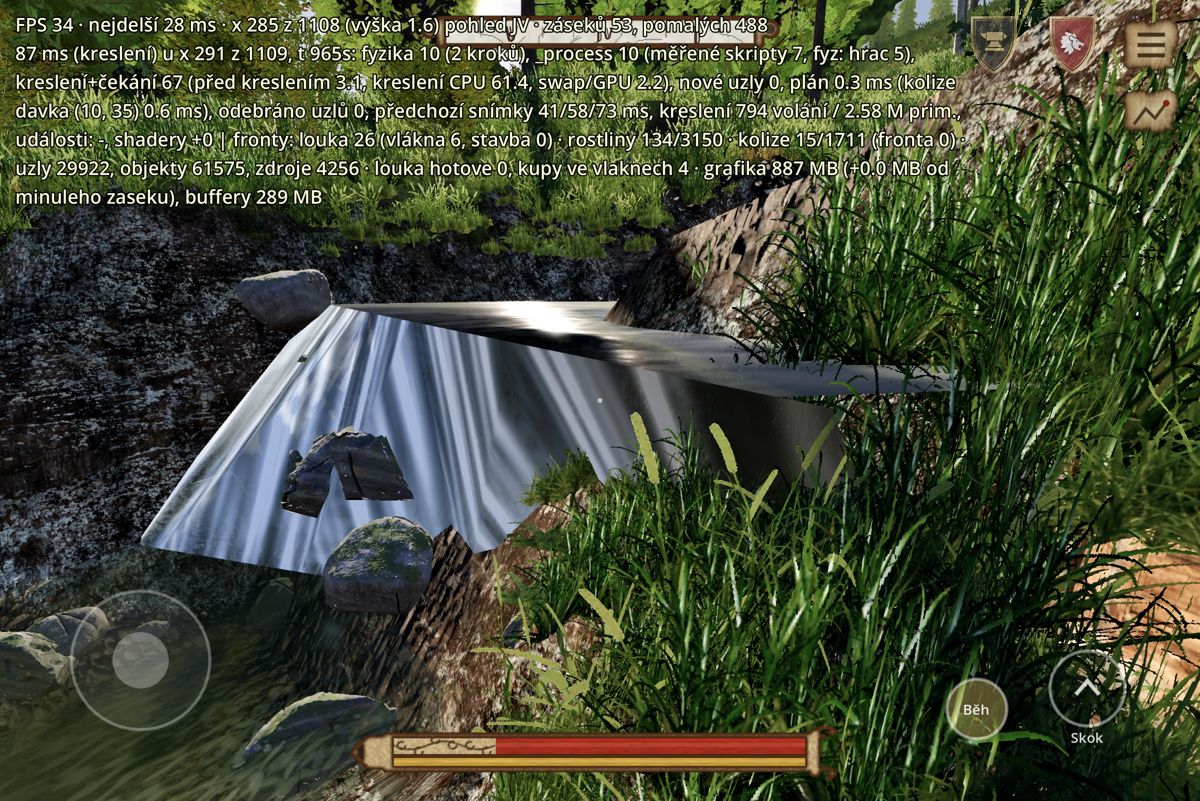 FPS 34 · nejdelší 28 ms · x 285 z 1108 (výška 1.6) pohled JV · záseků 53, pomalých 488
87 ms (kreslení) u x 291 z 1109, t 965s: fyzika 10 (2 kroků), _process 10 (měřené skripty 7, fyz: hrac 5),
kreslení+čekání 67 (před kreslením 3.1, kreslení CPU 61.4, swap/GPU 2.2), nové uzly 0, plán 0.3 ms (kolize
davka (10, 35) 0.6 ms), odebráno uzlů 0, předchozí snímky 41/58/73 ms, kreslení 794 volání / 2.58 M prim.,
události: -, shadery +0 | fronty: louka 26 (vlákna 6, stavba 0) · rostliny 134/3150 · kolize 15/1711 (fronta 0) ·
uzly 29922, objekty 61575, zdroje 4256 · louka hotove 0, kupy ve vlaknech 4 · grafika 887 MB (+0.0 MB od
minuleho zaseku), buffery 289 MB
Běh
Skok